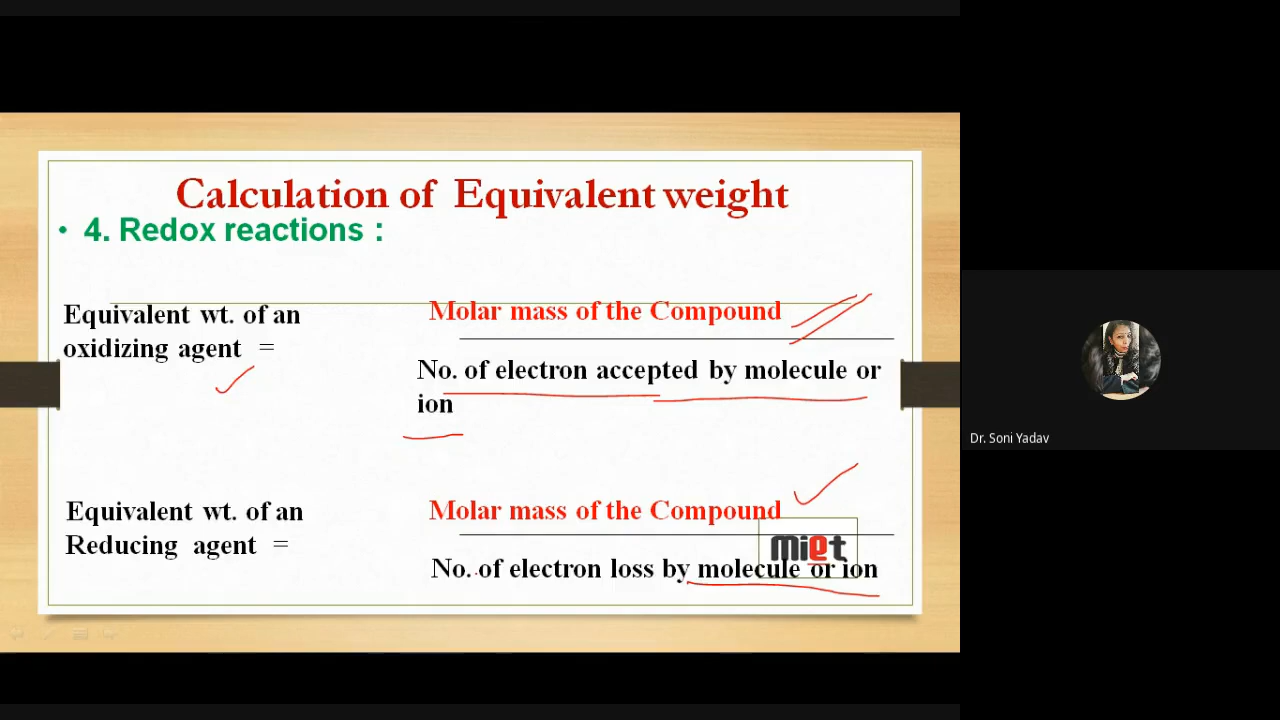 Calculation of Equivalent weight
• 4. Redox reactions :
Equivalent wt. of an
oxidizing agent =
Molar mass of the Compound
No. of electron accepted by molecule or
ion
Equivalent wt. of an
Reducing agent =
Molar mass of the Compound
miet
No. of electron loss by molecule or ion
Dr. Soni Yadav